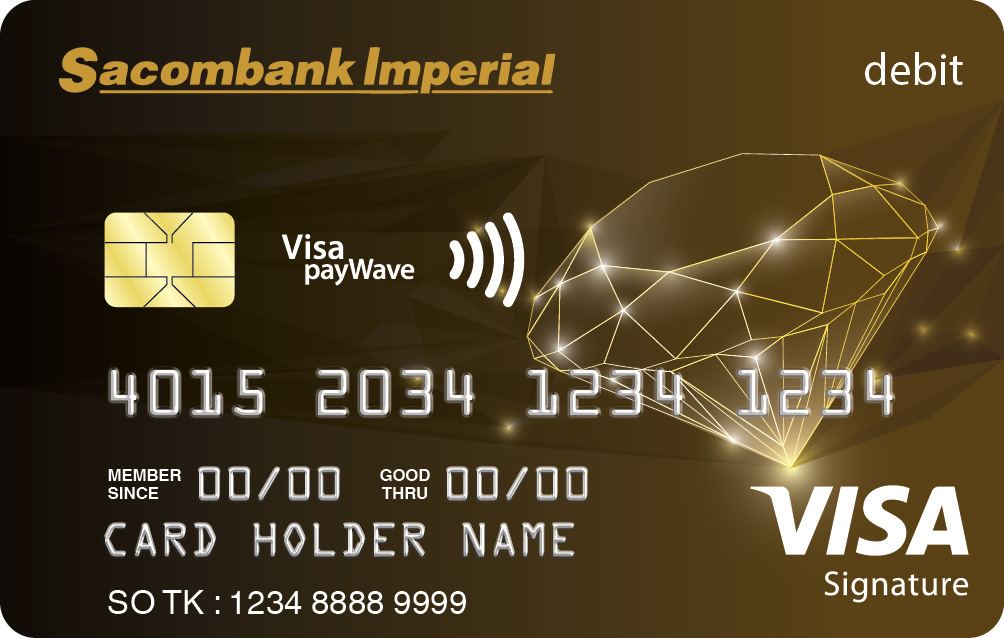 Sacombank Imperial
debit
Visa
payWave
4015 2034 1234 1234
MEMBER SINCE 00/00 GOOD THRU 00/00
CARD HOLDER NAME
SO TK : 1234 8888 9999
VISA
Signature